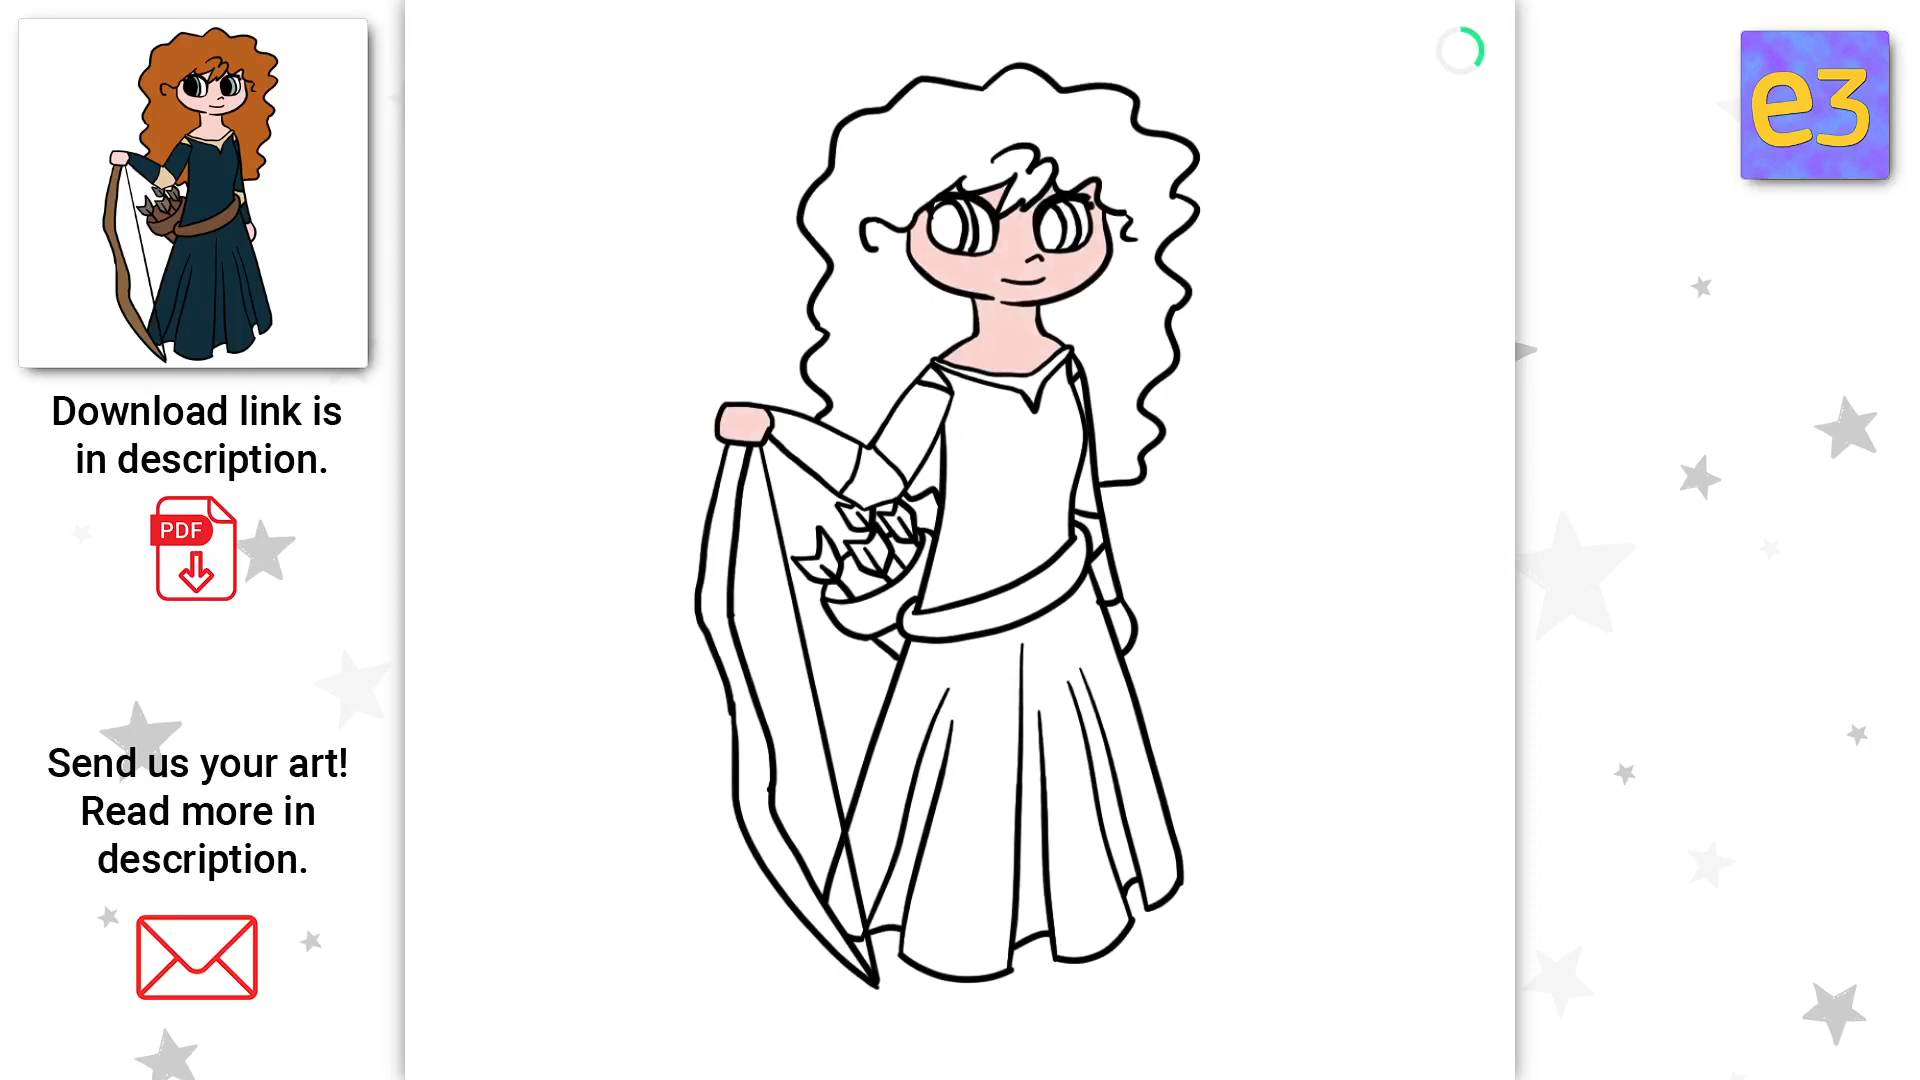 e3
Download link is
in description.
PDF
Send us your art!
Read more in
description.